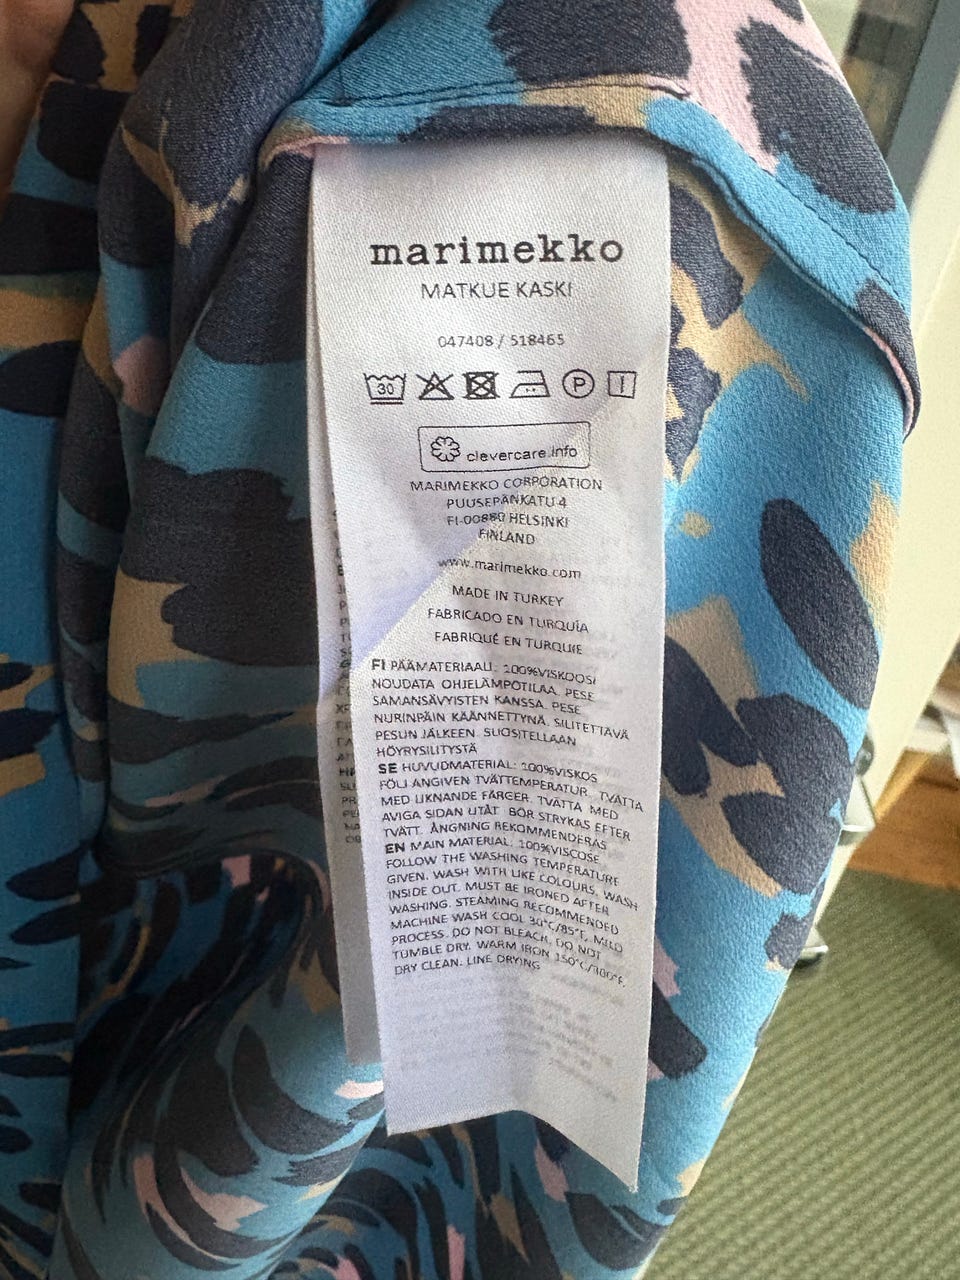 marimekko
MATKUE KASKI
047408 / 518465
30 P
clevercare.info
MARIMEKKO CORPORATION
PUUSEPÄNKATU 4
FI-00880 HELSINKI
FINLAND
www.marimekko.com
MADE IN TURKEY
FABRICADO EN TURQUÍA
FABRIQUÉ EN TURQUIE
FI PÄÄMATERIAALI: 100%VISKOOSI
NOUDATA OHJELÄMPÖTILAA. PESE
SAMANSÄVYISTEN KANSSA. PESE
NURINPÄIN KÄÄNNETTYNÄ. SILITETTÄVÄ
PESUN JÄLKEEN. SUOSITELLAAN
HÖYRYSILITYSTÄ
SE HUVUDMATERIAL: 100%VISKOS
FÖLJ ANGIVEN TVÄTTEMPERATUR. TVÄTTA
MED LIKNANDE FÄRGER. TVÄTTA MED
AVIGA SIDAN UTÅT. BÖR STRYKAS EFTER
TVÄTT. ÅNGNING REKOMMENDERAS
EN MAIN MATERIAL: 100%VISCOSE
FOLLOW THE WASHING TEMPERATURE
GIVEN. WASH WITH LIKE COLOURS. WASH
INSIDE OUT. MUST BE IRONED AFTER
WASHING. STEAMING RECOMMENDED
MACHINE WASH COOL 30°C/85°F, MILD
PROCESS. DO NOT BLEACH. DO NOT
TUMBLE DRY. WARM IRON 150°C/300°F.
DRY CLEAN. LINE DRYING